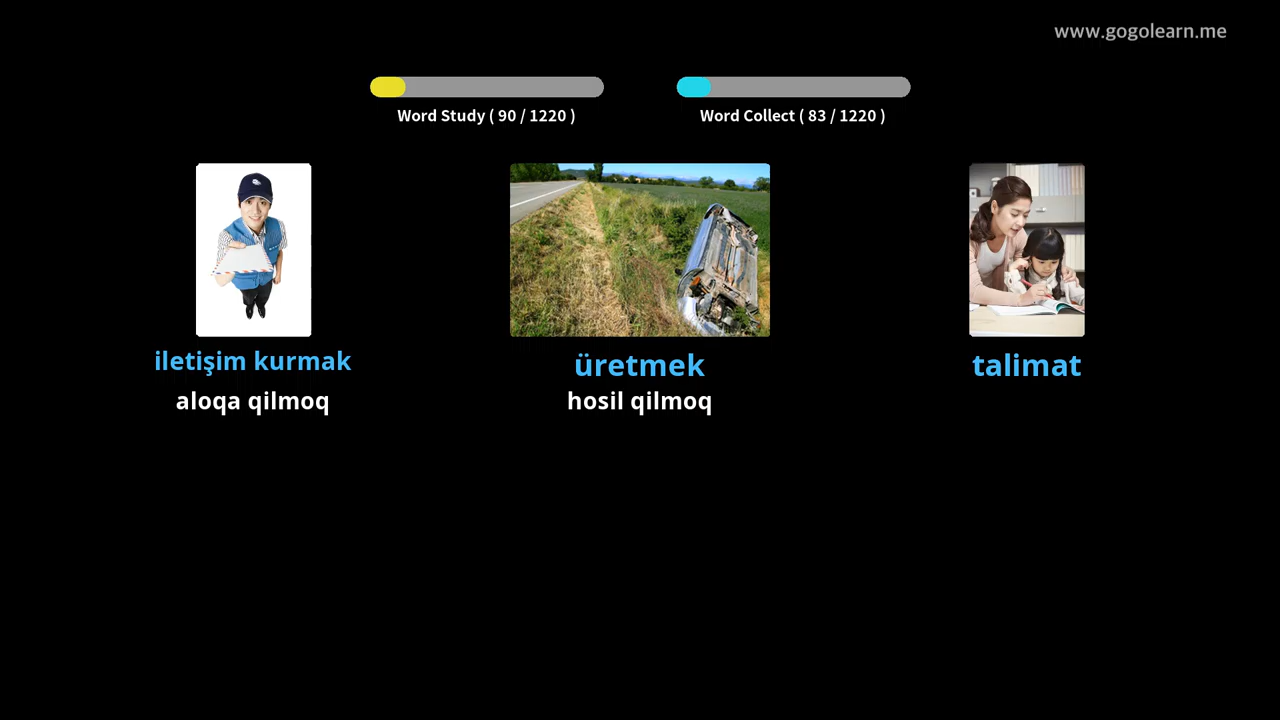 www.gogolearn.me
Word Study ( 90 / 1220 )
Word Collect ( 83 / 1220 )
iletişim kurmak
aloqa qilmoq
üretmek
hosil qilmoq
talimat